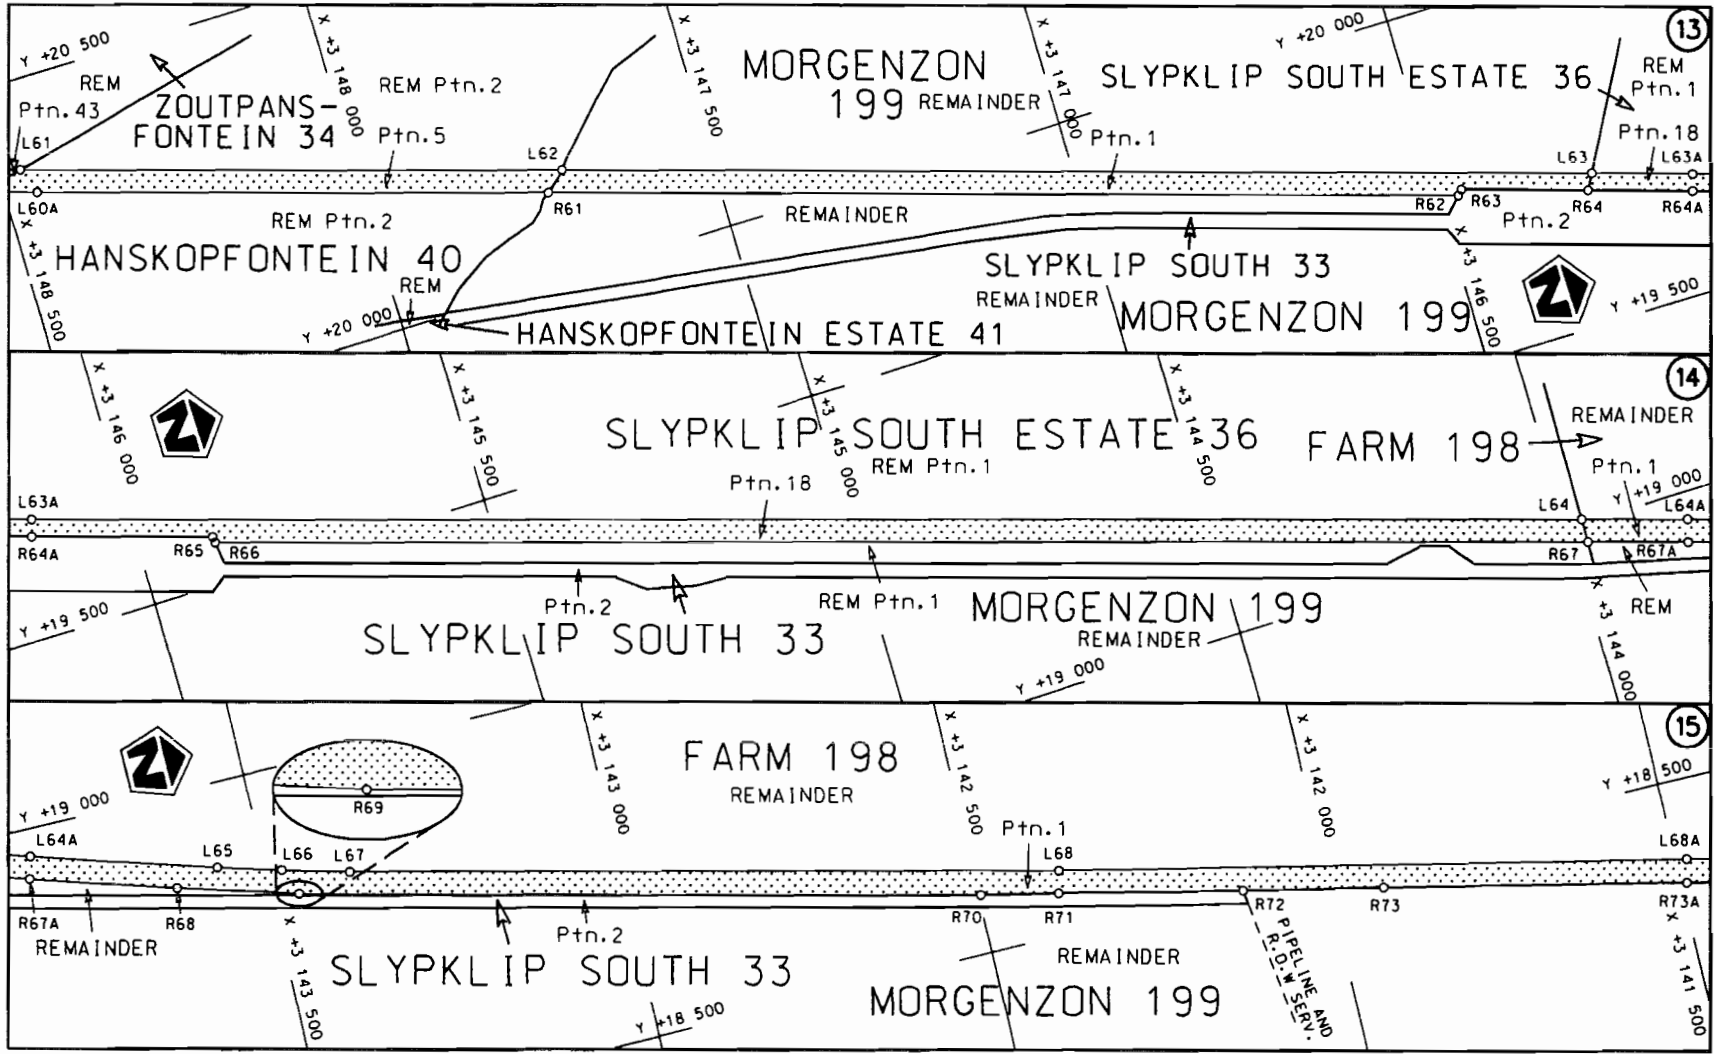 13
Y +20 500
X +3 148 000
X +3 147 500
X +3 147 000
Y +20 000
REM
Ptn.43
ZOUTPANS-
FONTEIN 34
REM Ptn.2
Ptn.5
MORGENZON
199 REMAINDER
Ptn.1
SLYPKLIP SOUTH ESTATE 36
REM
Ptn.1
Ptn.18
L61
L62
L63
L63A
L60A
R61
R62
R63
R64
R64A
REM Ptn.2
REMAINDER
Ptn.2
HANSKOPFONTEIN 40
REM
X +3 148 500
Y +20 000
HANSKOPFONTEIN ESTATE 41
SLYPKLIP SOUTH 33
REMAINDER
MORGENZON 199
X +3 146 500
Y +19 500
14
X +3 146 000
X +3 145 500
X +3 145 000
X +3 144 500
SLYPKLIP SOUTH ESTATE 36
REM Ptn.1
Ptn.18
FARM 198
REMAINDER
Ptn.1
Y +19 000
L63A
L64
L64A
R64A
R65
R66
R67
R67A
Ptn.2
REM Ptn.1
REM
Y +19 500
SLYPKLIP SOUTH 33
MORGENZON 199
REMAINDER
Y +19 000
X +3 144 000
15
X +3 143 000
X +3 142 500
X +3 142 000
Y +18 500
FARM 198
REMAINDER
R69
Y +19 000
Ptn.1
L64A
L65
L66
L67
L68
L68A
R67A
R68
R70
R71
R72
R73
R73A
REMAINDER
X +3 143 500
Ptn.2
SLYPKLIP SOUTH 33
Y +18 500
REMAINDER
MORGENZON 199
PIPELINE AND
R.O.W SERV.
X +3 141 500